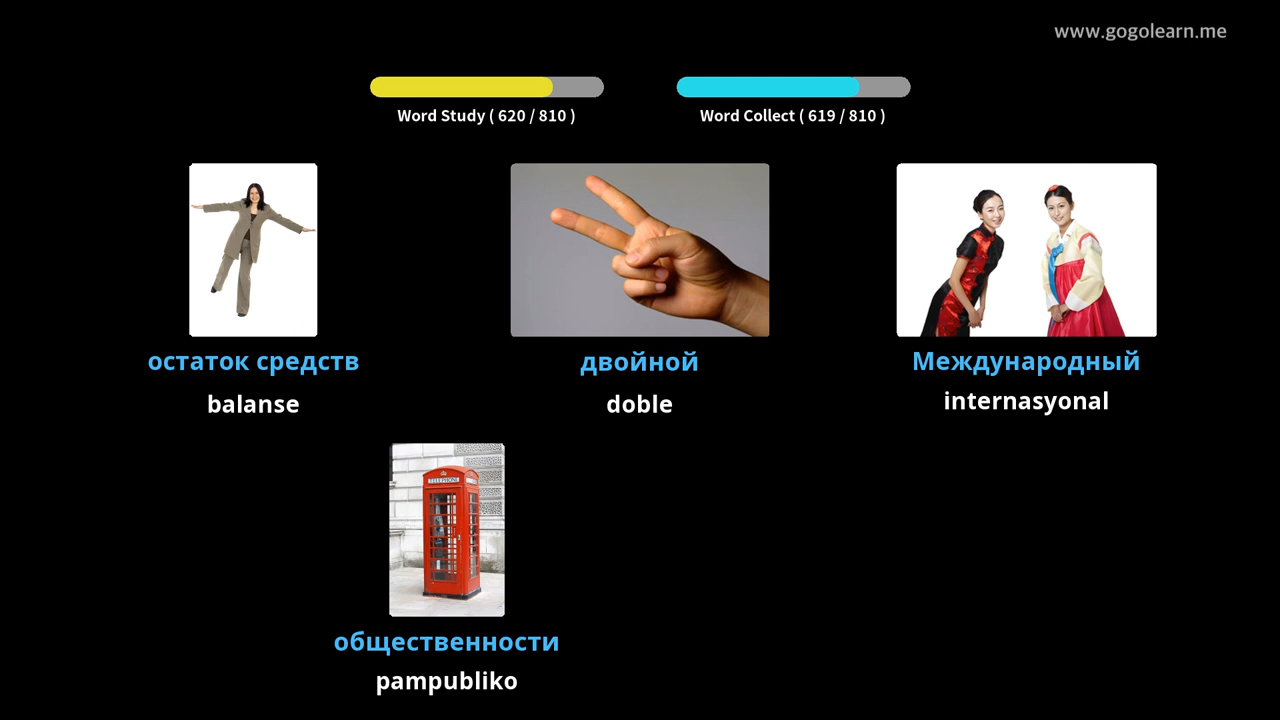 www.gogolearn.me
Word Study ( 620 / 810 )
Word Collect ( 619 / 810 )
остаток средств
balanse
двойной
doble
Международный
internasyonal
TELEPHONE
общественности
pampubliko